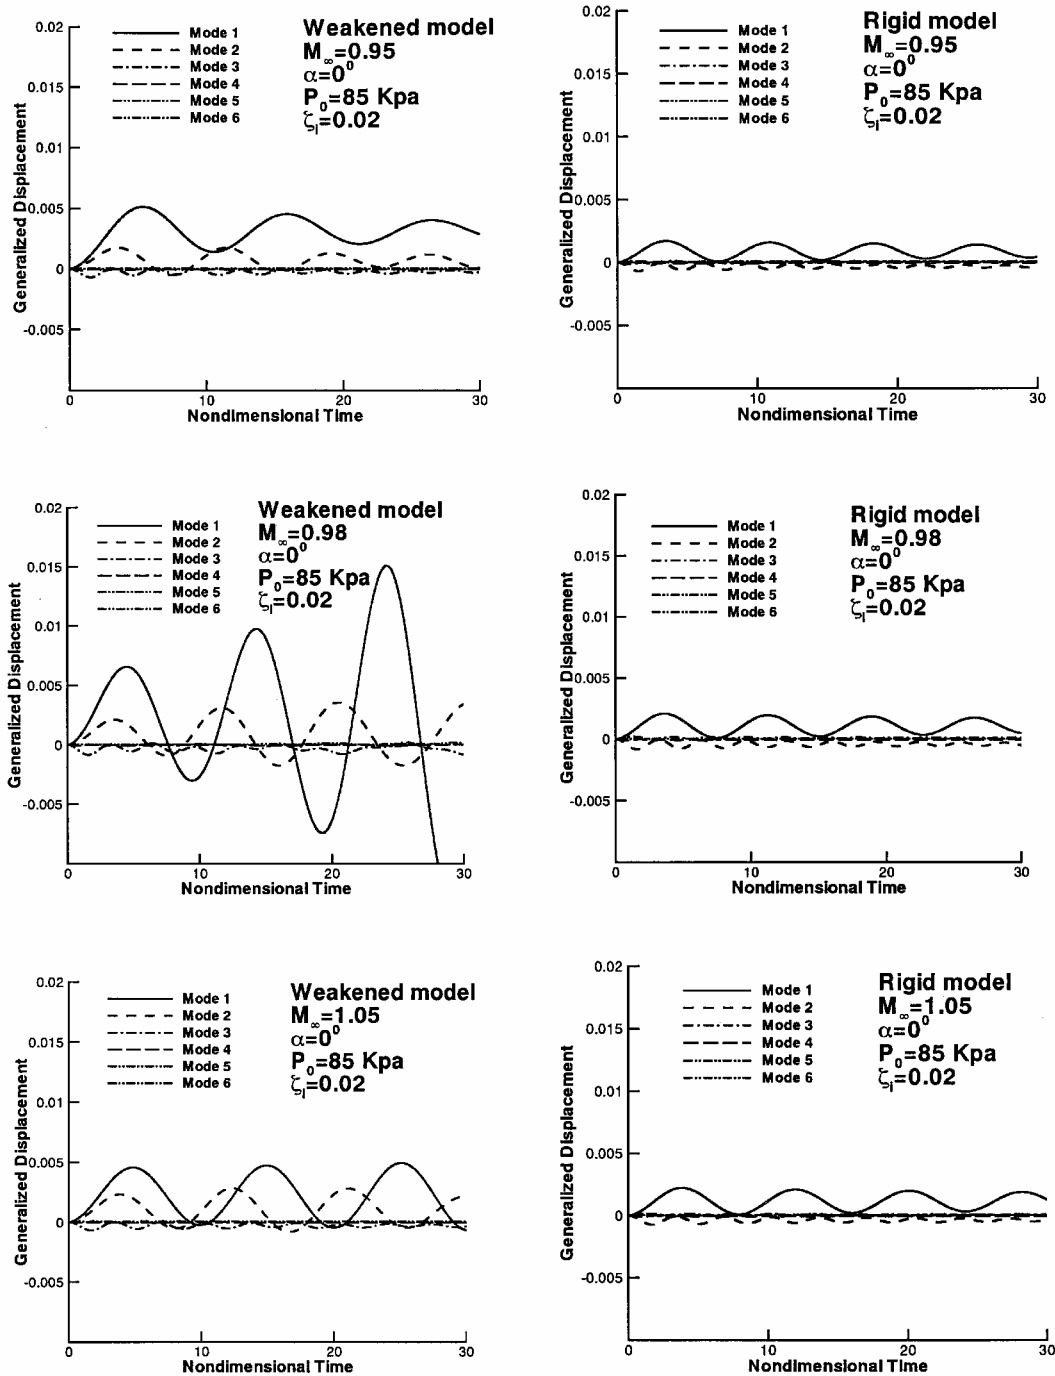 0.02
0.015
0.01
0.005
0
-0.005
Generalized Displacement
Mode 1
Mode 2
Mode 3
Mode 4
Mode 5
Mode 6
Weakened model
M∞=0.95
α=0⁰
P₀=85 Kpa
ζᵢ=0.02
0 10 20 30
Nondimensional Time
0.02
0.015
0.01
0.005
0
-0.005
Generalized Displacement
Mode 1
Mode 2
Mode 3
Mode 4
Mode 5
Mode 6
Rigid model
M∞=0.95
α=0⁰
P₀=85 Kpa
ζᵢ=0.02
0 10 20 30
Nondimensional Time
0.02
0.015
0.01
0.005
0
-0.005
Generalized Displacement
Mode 1
Mode 2
Mode 3
Mode 4
Mode 5
Mode 6
Weakened model
M∞=0.98
α=0⁰
P₀=85 Kpa
ζᵢ=0.02
0 10 20 30
Nondimensional Time
0.02
0.015
0.01
0.005
0
-0.005
Generalized Displacement
Mode 1
Mode 2
Mode 3
Mode 4
Mode 5
Mode 6
Rigid model
M∞=0.98
α=0⁰
P₀=85 Kpa
ζᵢ=0.02
0 10 20 30
Nondimensional Time
0.02
0.015
0.01
0.005
0
-0.005
Generalized Displacement
Mode 1
Mode 2
Mode 3
Mode 4
Mode 5
Mode 6
Weakened model
M∞=1.05
α=0⁰
P₀=85 Kpa
ζᵢ=0.02
0 10 20 30
Nondimensional Time
0.02
0.015
0.01
0.005
0
-0.005
Generalized Displacement
Mode 1
Mode 2
Mode 3
Mode 4
Mode 5
Mode 6
Rigid model
M∞=1.05
α=0⁰
P₀=85 Kpa
ζᵢ=0.02
0 10 20 30
Nondimensional Time